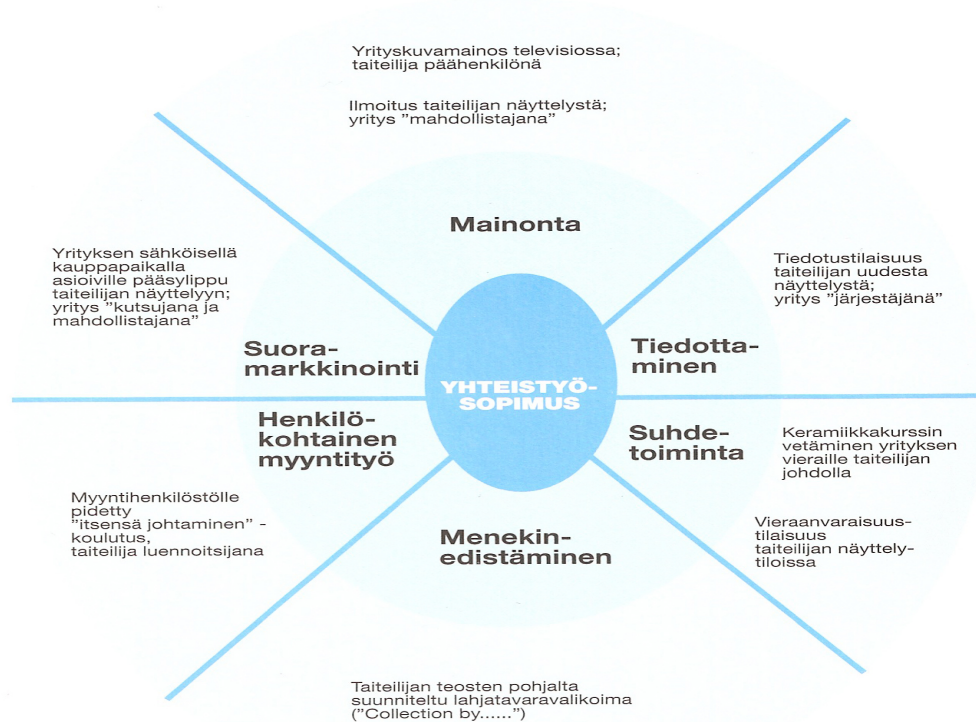 Yrityskuvamainos televisiossa;
taiteilija päähenkilönä
Ilmoitus taiteilijan näyttelystä;
yritys "mahdollistajana"
Mainonta
Yrityksen sähköisellä
kauppapaikalla
asioiville pääsylippu
taiteilijan näyttelyyn;
yritys "kutsujana ja
mahdollistajana"
Tiedotustilaisuus
taiteilijan uudesta
näyttelystä;
yritys "järjestäjänä"
Suora-
markkinointi
Tiedotta-
minen
YHTEISTYÖ-
SOPIMUS
Henkilö-
kohtainen
myyntityö
Suhde-
toiminta
Keramiikkakurssin
vetäminen yrityksen
vieraille taiteilijan
johdolla
Myyntihenkilöstölle
pidetty
"itsensä johtaminen" -
koulutus,
taiteilija luennoitsijana
Vieraanvaraisuus-
tilaisuus
taiteilijan näyttely-
tiloissa
Menekin-
edistäminen
Taiteilijan teosten pohjalta
suunniteltu lahjatavaravalikoima
("Collection by......")